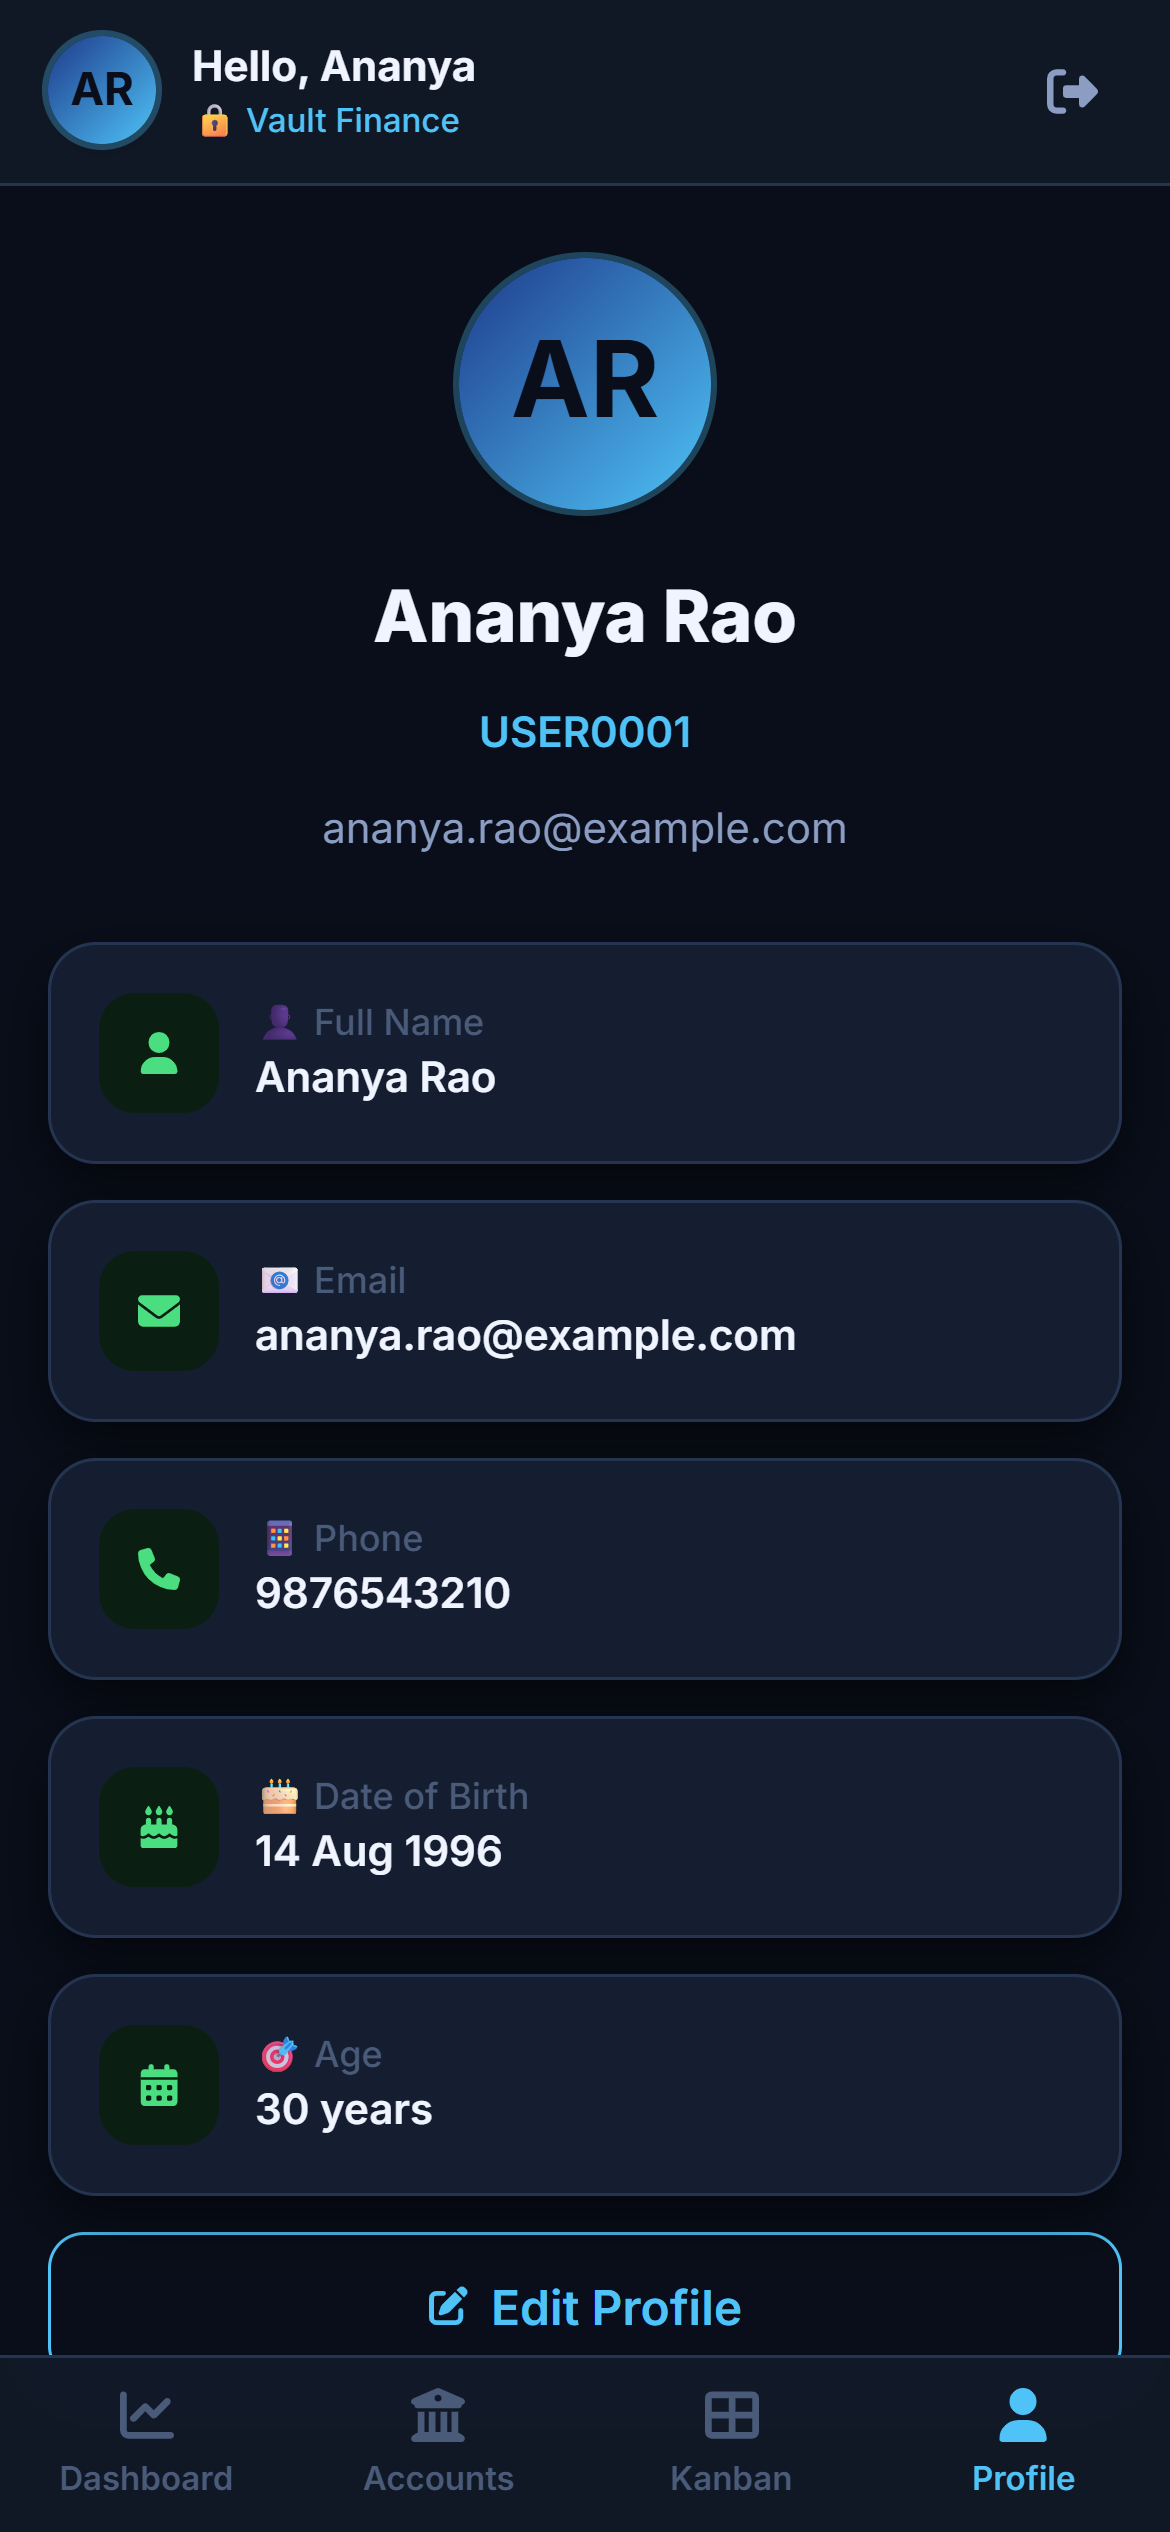 AR
Hello, Ananya
Vault Finance
AR
Ananya Rao
USER0001
ananya.rao@example.com
Full Name
Ananya Rao
Email
ananya.rao@example.com
Phone
9876543210
Date of Birth
14 Aug 1996
Age
30 years
Edit Profile
Dashboard
Accounts
Kanban
Profile